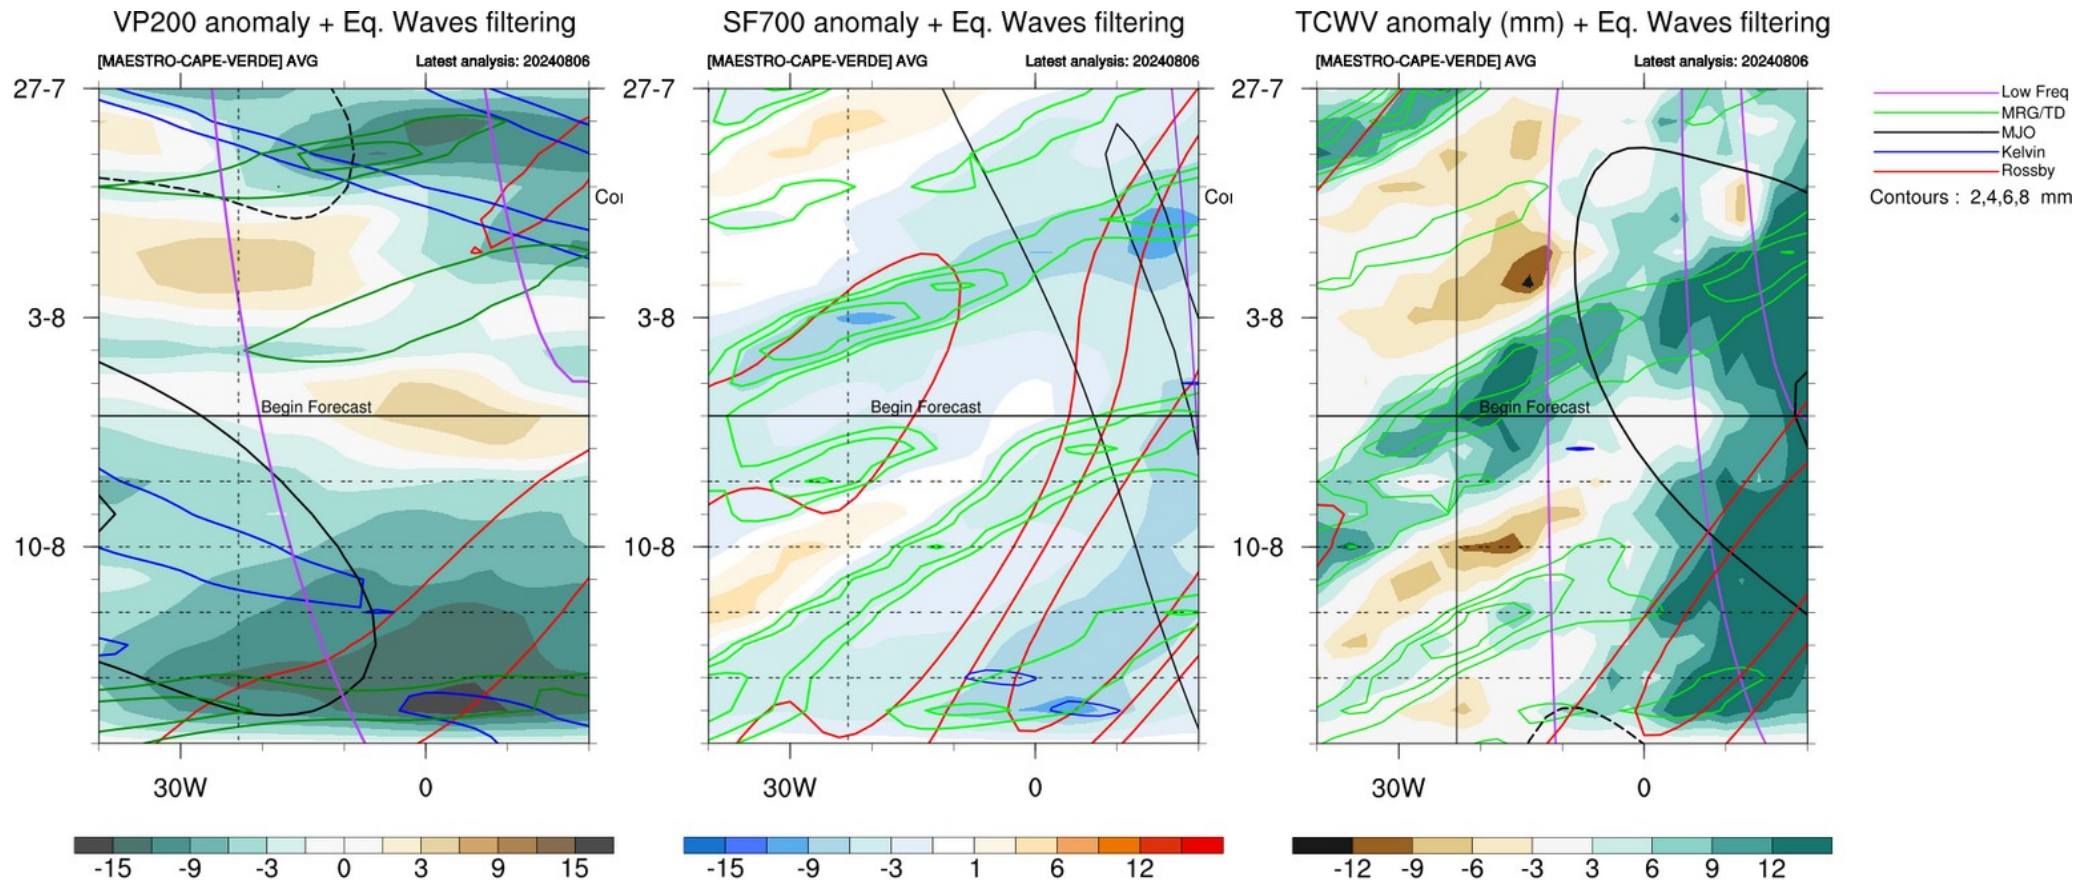 VP200 anomaly + Eq. Waves filtering
[MAESTRO-CAPE-VERDE] AVG Latest analysis: 20240806
27-7
3-8
Begin Forecast
10-8
30W 0
-15 -9 -3 0 3 9 15
Coi
SF700 anomaly + Eq. Waves filtering
[MAESTRO-CAPE-VERDE] AVG Latest analysis: 20240806
27-7
3-8
Begin Forecast
10-8
30W 0
-15 -9 -3 1 6 12
Coi
TCWV anomaly (mm) + Eq. Waves filtering
[MAESTRO-CAPE-VERDE] AVG Latest analysis: 20240806
27-7
3-8
Begin Forecast
10-8
30W 0
-12 -9 -6 -3 3 6 9 12
Low Freq
MRG/TD
MJO
Kelvin
Rossby
Contours : 2,4,6,8 mm